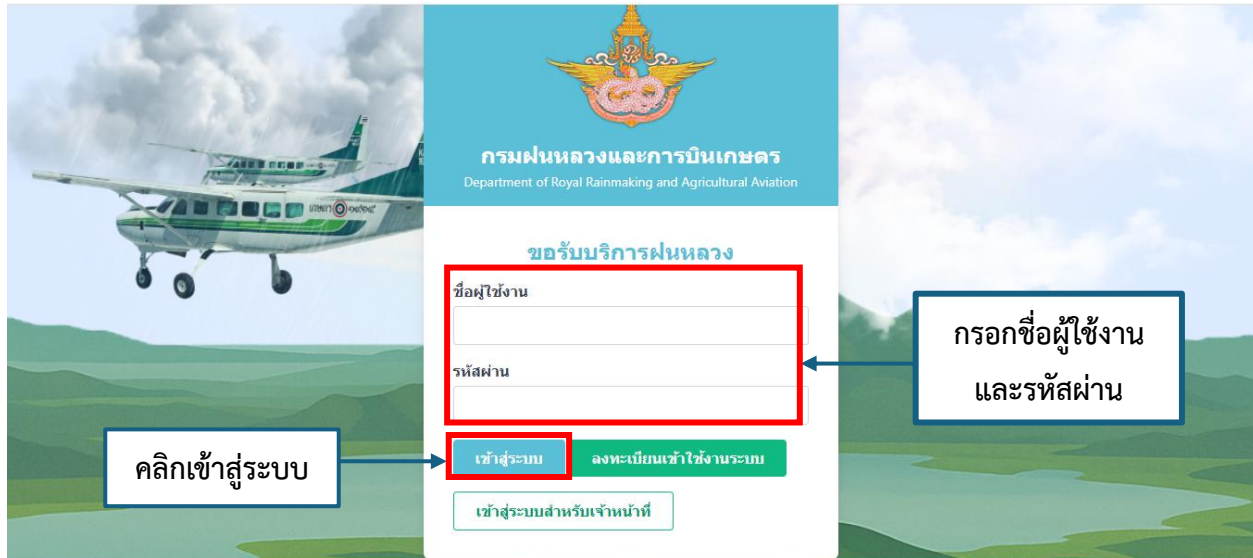 กรมฝนหลวงและการบินเกษตร
Department of Royal Rainmaking and Agricultural Aviation
ขอรับบริการฝนหลวง
ชื่อผู้ใช้งาน
รหัสผ่าน
กรอกชื่อผู้ใช้งาน
และรหัสผ่าน
คลิกเข้าสู่ระบบ
เข้าสู่ระบบ
ลงทะเบียนเข้าใช้งานระบบ
เข้าสู่ระบบสำหรับเจ้าหน้าที่